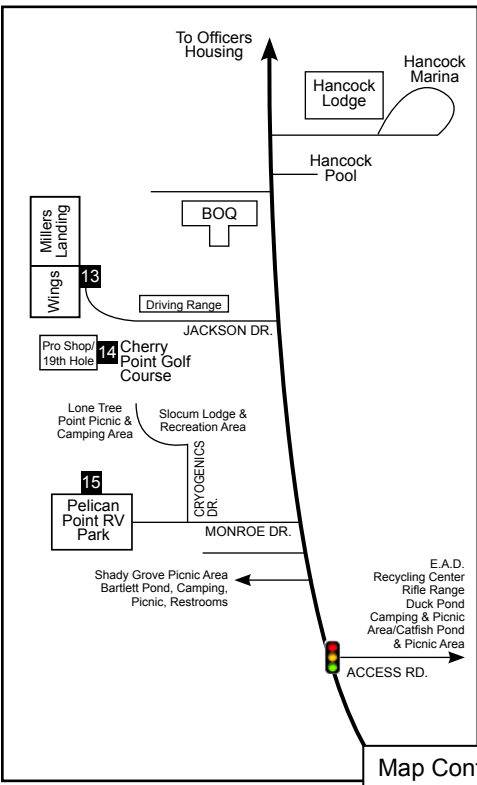 To Officers
Housing
Hancock
Marina
Hancock
Lodge
Hancock
Pool
BOQ
Millers
Landing
Wings
13
Driving Range
JACKSON DR.
Pro Shop/
19th Hole
14
Cherry
Point Golf
Course
Lone Tree
Point Picnic &
Camping Area
Slocum Lodge &
Recreation Area
CRYOGENICS
DR.
15
Pelican
Point RV
Park
MONROE DR.
Shady Grove Picnic Area
Bartlett Pond, Camping,
Picnic, Restrooms
E.A.D.
Recycling Center
Rifle Range
Duck Pond
Camping & Picnic
Area/Catfish Pond
& Picnic Area
ACCESS RD.
Map Con